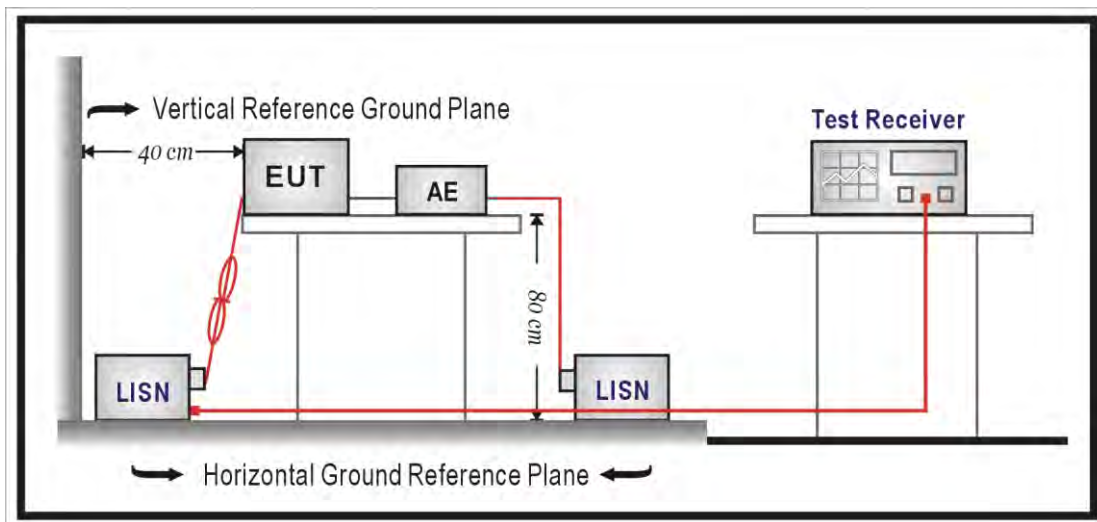 Vertical Reference Ground Plane
Test Receiver
40 cm
EUT
AE
80 cm
LISN
LISN
Horizontal Ground Reference Plane